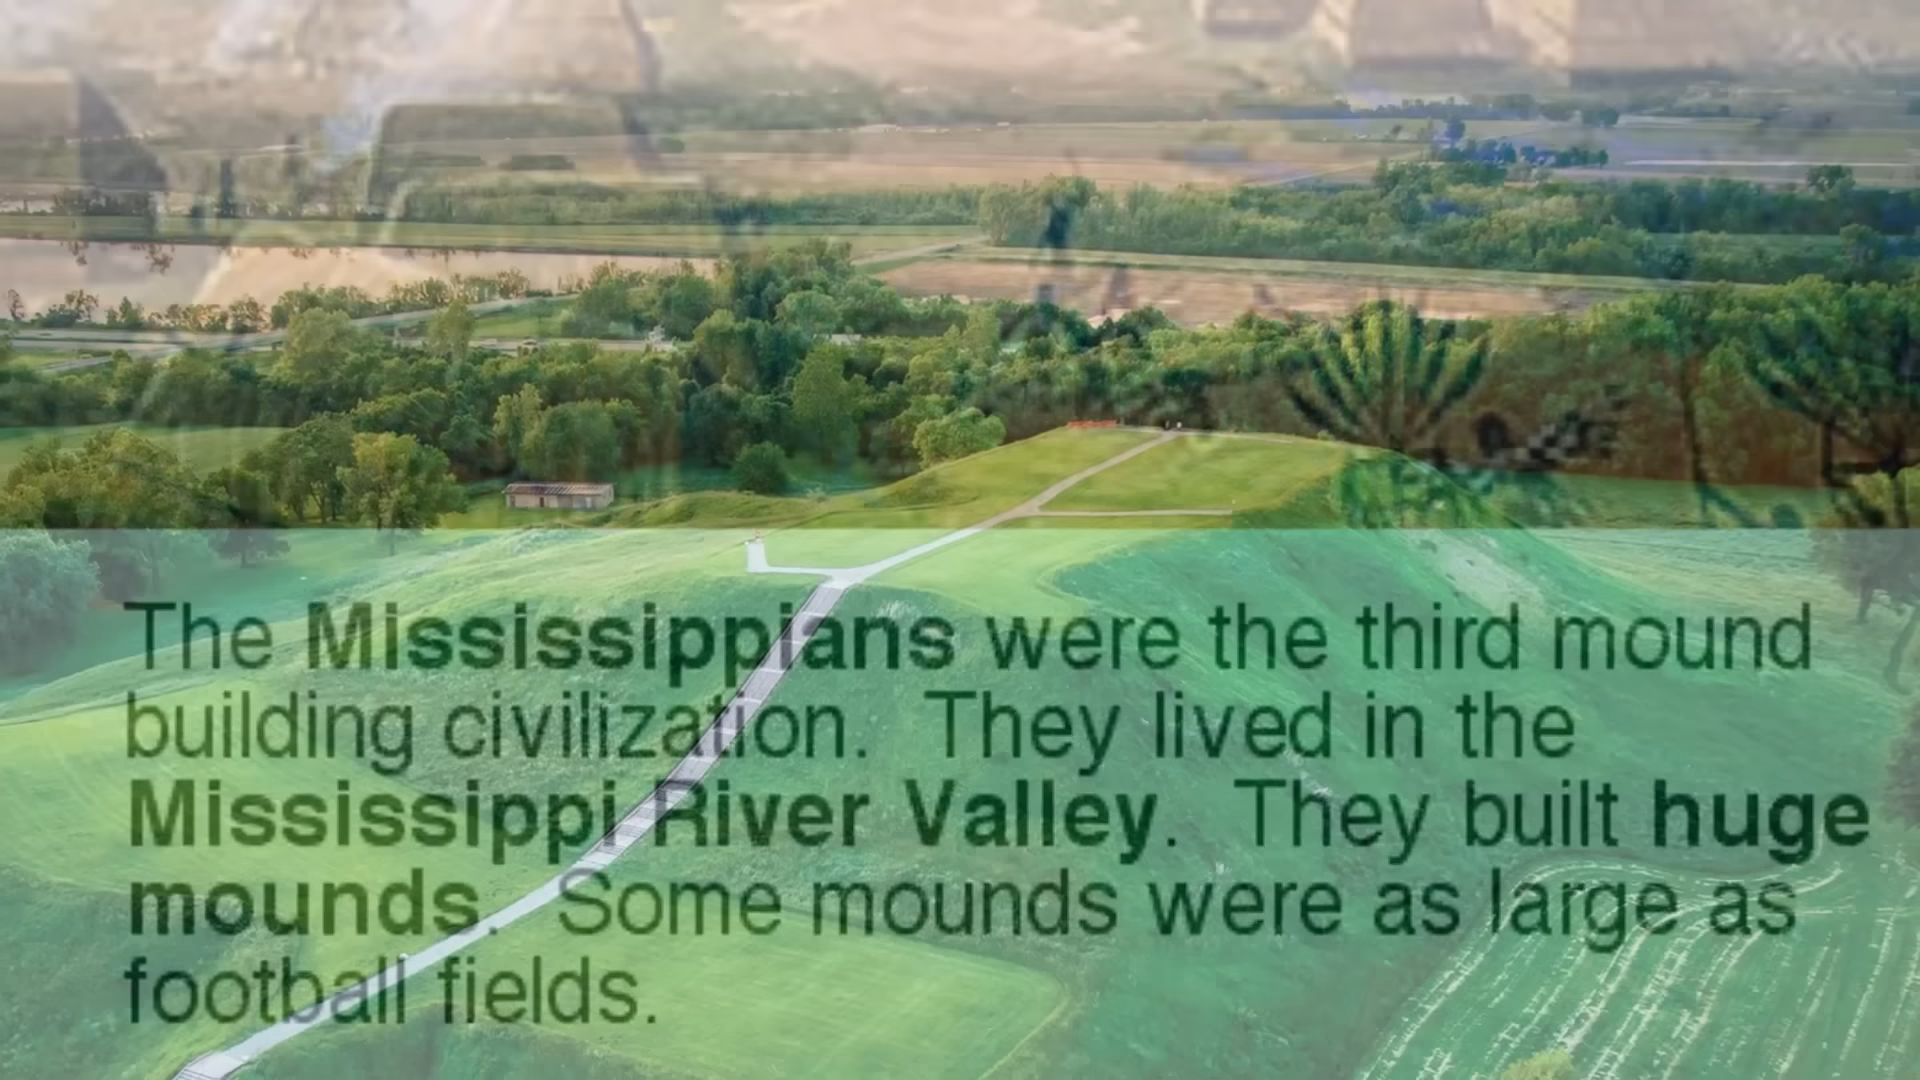 The Mississippians were the third mound
building civilization. They lived in the
Mississippi River Valley. They built huge
mounds. Some mounds were as large as
football fields.